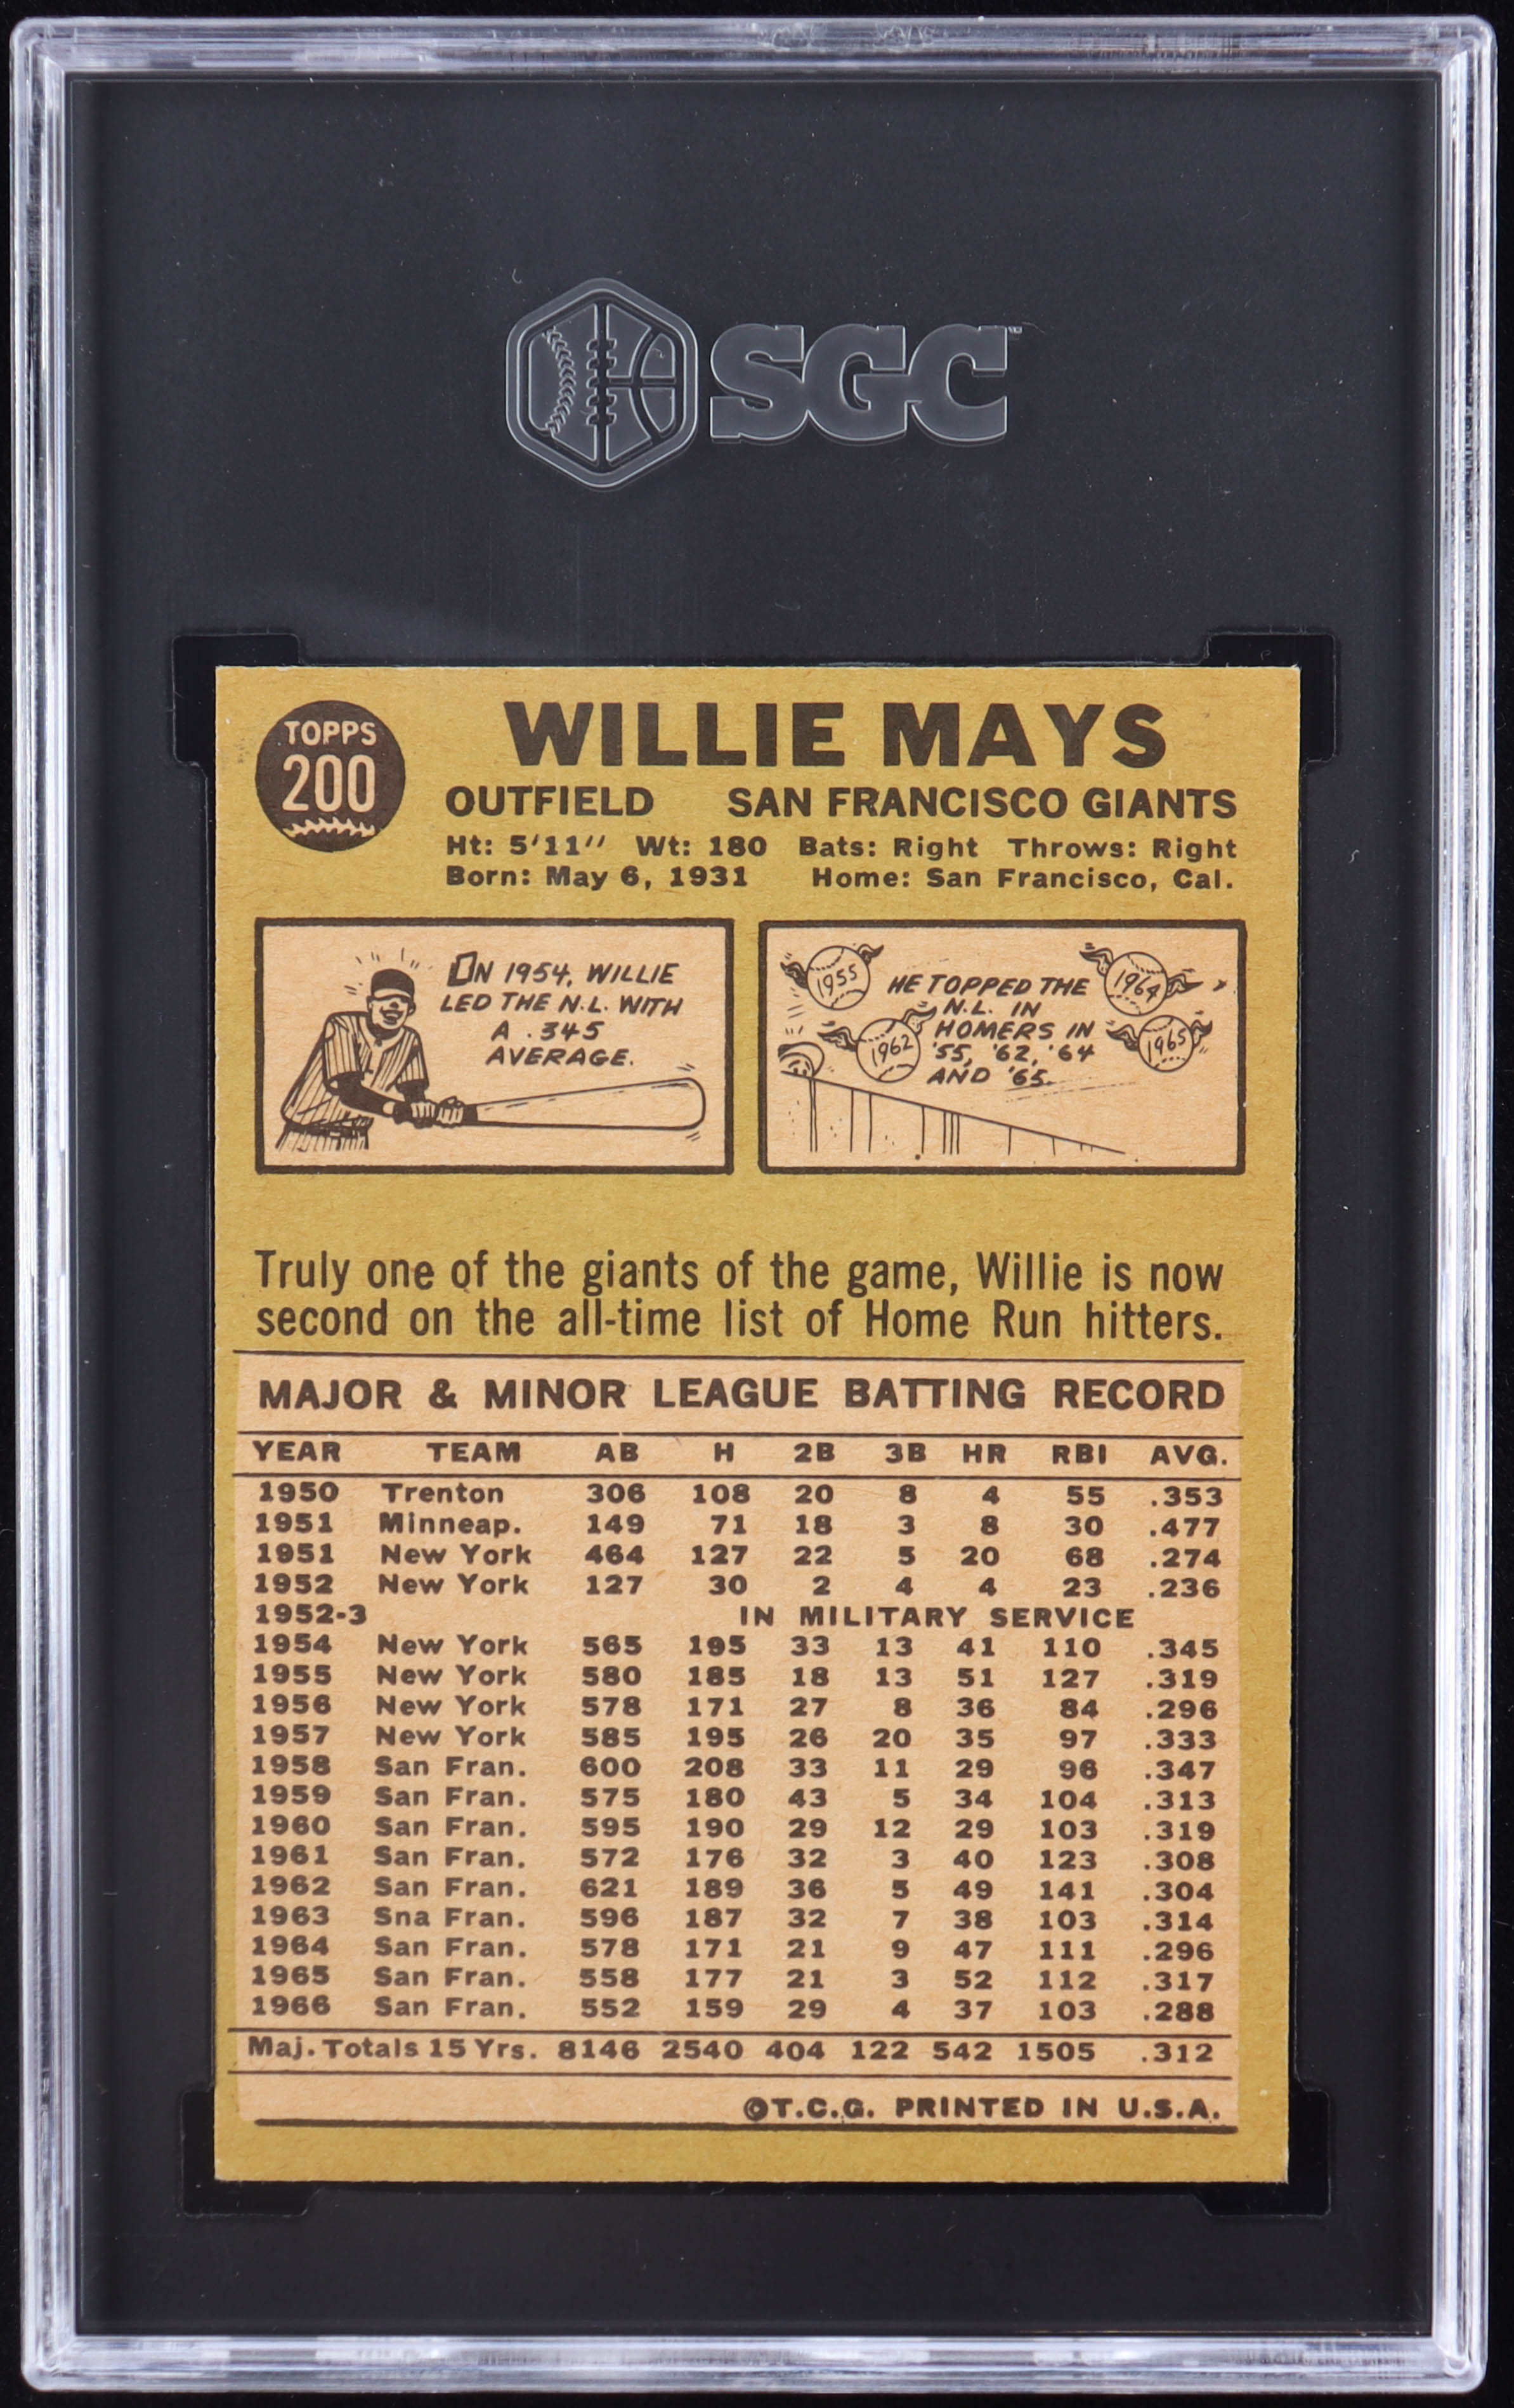 SGC™
TOPPS
200
WILLIE MAYS
OUTFIELD SAN FRANCISCO GIANTS
Ht: 5'11" Wt: 180 Bats: Right Throws: Right
Born: May 6, 1931 Home: San Francisco, Cal.
IN 1954, WILLIE
LED THE N.L. WITH
A .345
AVERAGE.
1955
1962
HE TOPPED THE
N.L. IN
HOMERS IN
'55, '62, '64
AND '65.
1964
1965
Truly one of the giants of the game, Willie is now
second on the all-time list of Home Run hitters.
MAJOR & MINOR LEAGUE BATTING RECORD
YEAR TEAM AB H 2B 3B HR RBI AVG.
1950 Trenton 306 108 20 8 4 55 .353
1951 Minneap. 149 71 18 3 8 30 .477
1951 New York 464 127 22 5 20 68 .274
1952 New York 127 30 2 4 4 23 .236
1952-3 IN MILITARY SERVICE
1954 New York 565 195 33 13 41 110 .345
1955 New York 580 185 18 13 51 127 .319
1956 New York 578 171 27 8 36 84 .296
1957 New York 585 195 26 20 35 97 .333
1958 San Fran. 600 208 33 11 29 96 .347
1959 San Fran. 575 180 43 5 34 104 .313
1960 San Fran. 595 190 29 12 29 103 .319
1961 San Fran. 572 176 32 3 40 123 .308
1962 San Fran. 621 189 36 5 49 141 .304
1963 Sna Fran. 596 187 32 7 38 103 .314
1964 San Fran. 578 171 21 9 47 111 .296
1965 San Fran. 558 177 21 3 52 112 .317
1966 San Fran. 552 159 29 4 37 103 .288
Maj. Totals 15 Yrs. 8146 2540 404 122 542 1505 .312
©T.C.G. PRINTED IN U.S.A.